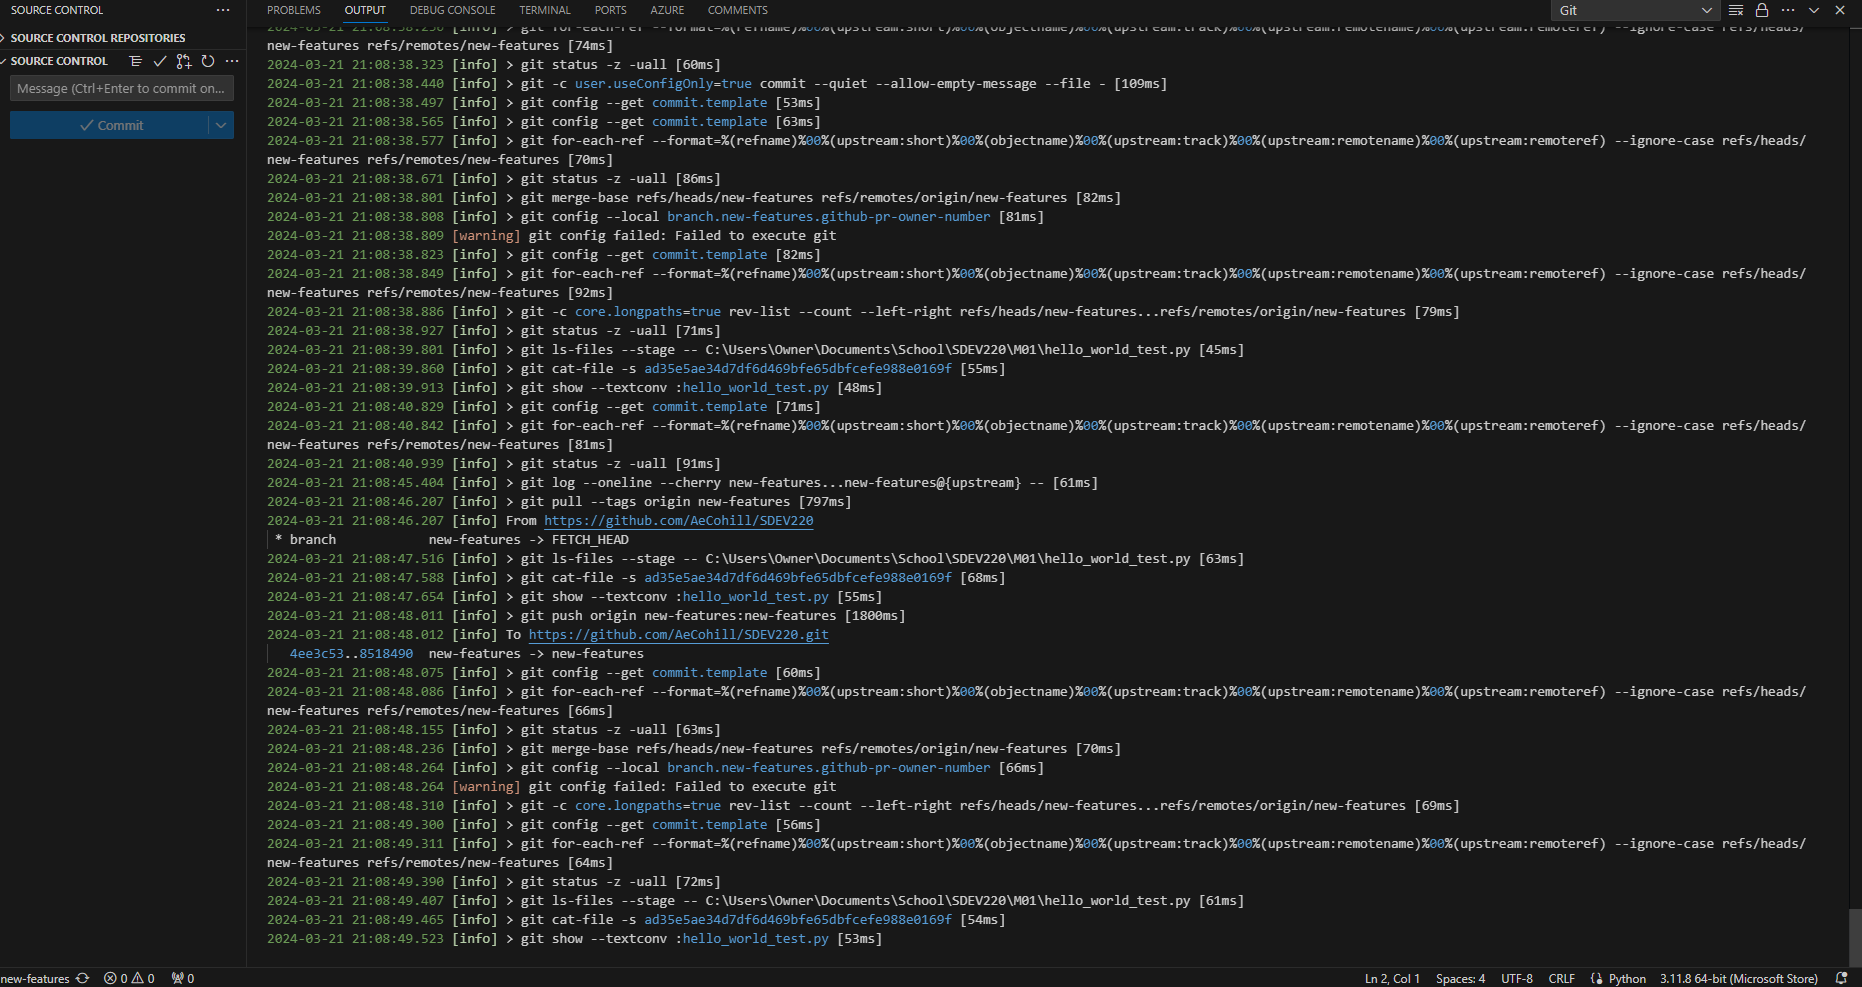 SOURCE CONTROL
PROBLEMS OUTPUT DEBUG CONSOLE TERMINAL PORTS AZURE COMMENTS
Git
SOURCE CONTROL REPOSITORIES
SOURCE CONTROL
Message (Ctrl+Enter to commit on...
Commit
2024-03-21 21:08:38.256 [info] > git for-each-ref --format=%(refname)%00%(upstream:short)%00%(objectname)%00%(upstream:track)%00%(upstream:remotename)%00%(upstream:remoteref) --ignore-case refs/heads/
new-features refs/remotes/new-features [74ms]
2024-03-21 21:08:38.323 [info] > git status -z -uall [60ms]
2024-03-21 21:08:38.440 [info] > git -c user.useConfigOnly=true commit --quiet --allow-empty-message --file - [109ms]
2024-03-21 21:08:38.497 [info] > git config --get commit.template [53ms]
2024-03-21 21:08:38.565 [info] > git config --get commit.template [63ms]
2024-03-21 21:08:38.577 [info] > git for-each-ref --format=%(refname)%00%(upstream:short)%00%(objectname)%00%(upstream:track)%00%(upstream:remotename)%00%(upstream:remoteref) --ignore-case refs/heads/
new-features refs/remotes/new-features [70ms]
2024-03-21 21:08:38.671 [info] > git status -z -uall [86ms]
2024-03-21 21:08:38.801 [info] > git merge-base refs/heads/new-features refs/remotes/origin/new-features [82ms]
2024-03-21 21:08:38.808 [info] > git config --local branch.new-features.github-pr-owner-number [81ms]
2024-03-21 21:08:38.809 [warning] git config failed: Failed to execute git
2024-03-21 21:08:38.823 [info] > git config --get commit.template [82ms]
2024-03-21 21:08:38.849 [info] > git for-each-ref --format=%(refname)%00%(upstream:short)%00%(objectname)%00%(upstream:track)%00%(upstream:remotename)%00%(upstream:remoteref) --ignore-case refs/heads/
new-features refs/remotes/new-features [92ms]
2024-03-21 21:08:38.886 [info] > git -c core.longpaths=true rev-list --count --left-right refs/heads/new-features...refs/remotes/origin/new-features [79ms]
2024-03-21 21:08:38.927 [info] > git status -z -uall [71ms]
2024-03-21 21:08:39.801 [info] > git ls-files --stage -- C:\Users\Owner\Documents\School\SDEV220\M01\hello_world_test.py [45ms]
2024-03-21 21:08:39.860 [info] > git cat-file -s ad35e5ae34d7df6d469bfe65dbfcefe988e0169f [55ms]
2024-03-21 21:08:39.913 [info] > git show --textconv :hello_world_test.py [48ms]
2024-03-21 21:08:40.829 [info] > git config --get commit.template [71ms]
2024-03-21 21:08:40.842 [info] > git for-each-ref --format=%(refname)%00%(upstream:short)%00%(objectname)%00%(upstream:track)%00%(upstream:remotename)%00%(upstream:remoteref) --ignore-case refs/heads/
new-features refs/remotes/new-features [81ms]
2024-03-21 21:08:40.939 [info] > git status -z -uall [91ms]
2024-03-21 21:08:45.404 [info] > git log --oneline --cherry new-features...new-features@{upstream} -- [61ms]
2024-03-21 21:08:46.207 [info] > git pull --tags origin new-features [797ms]
2024-03-21 21:08:46.207 [info] From https://github.com/AeCohill/SDEV220
* branch new-features -> FETCH_HEAD
2024-03-21 21:08:47.516 [info] > git ls-files --stage -- C:\Users\Owner\Documents\School\SDEV220\M01\hello_world_test.py [63ms]
2024-03-21 21:08:47.588 [info] > git cat-file -s ad35e5ae34d7df6d469bfe65dbfcefe988e0169f [68ms]
2024-03-21 21:08:47.654 [info] > git show --textconv :hello_world_test.py [55ms]
2024-03-21 21:08:48.011 [info] > git push origin new-features:new-features [1800ms]
2024-03-21 21:08:48.012 [info] To https://github.com/AeCohill/SDEV220.git
4ee3c53..8518490 new-features -> new-features
2024-03-21 21:08:48.075 [info] > git config --get commit.template [60ms]
2024-03-21 21:08:48.086 [info] > git for-each-ref --format=%(refname)%00%(upstream:short)%00%(objectname)%00%(upstream:track)%00%(upstream:remotename)%00%(upstream:remoteref) --ignore-case refs/heads/
new-features refs/remotes/new-features [66ms]
2024-03-21 21:08:48.155 [info] > git status -z -uall [63ms]
2024-03-21 21:08:48.236 [info] > git merge-base refs/heads/new-features refs/remotes/origin/new-features [70ms]
2024-03-21 21:08:48.264 [info] > git config --local branch.new-features.github-pr-owner-number [66ms]
2024-03-21 21:08:48.264 [warning] git config failed: Failed to execute git
2024-03-21 21:08:48.310 [info] > git -c core.longpaths=true rev-list --count --left-right refs/heads/new-features...refs/remotes/origin/new-features [69ms]
2024-03-21 21:08:49.300 [info] > git config --get commit.template [56ms]
2024-03-21 21:08:49.311 [info] > git for-each-ref --format=%(refname)%00%(upstream:short)%00%(objectname)%00%(upstream:track)%00%(upstream:remotename)%00%(upstream:remoteref) --ignore-case refs/heads/
new-features refs/remotes/new-features [64ms]
2024-03-21 21:08:49.390 [info] > git status -z -uall [72ms]
2024-03-21 21:08:49.407 [info] > git ls-files --stage -- C:\Users\Owner\Documents\School\SDEV220\M01\hello_world_test.py [61ms]
2024-03-21 21:08:49.465 [info] > git cat-file -s ad35e5ae34d7df6d469bfe65dbfcefe988e0169f [54ms]
2024-03-21 21:08:49.523 [info] > git show --textconv :hello_world_test.py [53ms]
new-features 0 0 0 Ln 2, Col 1 Spaces: 4 UTF-8 CRLF Python 3.11.8 64-bit (Microsoft Store)